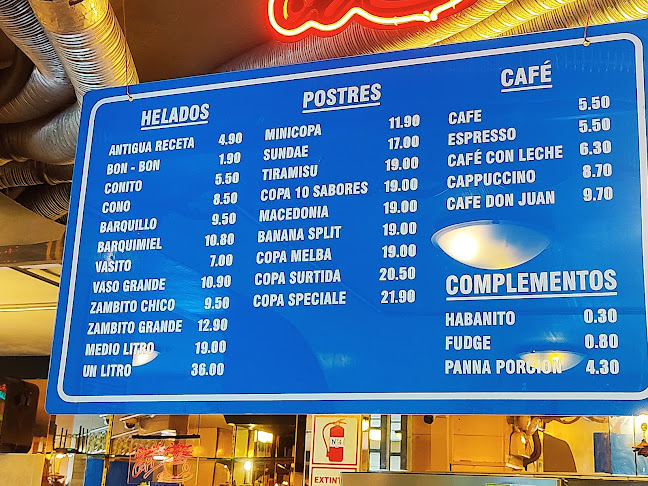 HELADOS
ANTIGUA RECETA 4.90
BON - BON 1.90
CONITO 5.50
CONO 8.50
BARQUILLO 9.50
BARQUIMIEL 10.80
VASITO 7.00
VASO GRANDE 10.90
ZAMBITO CHICO 9.50
ZAMBITO GRANDE 12.90
MEDIO LITRO 19.00
UN LITRO 36.00
POSTRES
MINICOPA 11.90
SUNDAE 17.00
TIRAMISU 19.00
COPA 10 SABORES 19.00
MACEDONIA 19.00
BANANA SPLIT 19.00
COPA MELBA 19.00
COPA SURTIDA 20.50
COPA SPECIALE 21.90
CAFÉ
CAFE 5.50
ESPRESSO 5.50
CAFÉ CON LECHE 6.30
CAPPUCCINO 8.70
CAFE DON JUAN 9.70
COMPLEMENTOS
HABANITO 0.30
FUDGE 0.80
PANNA PORCION 4.30